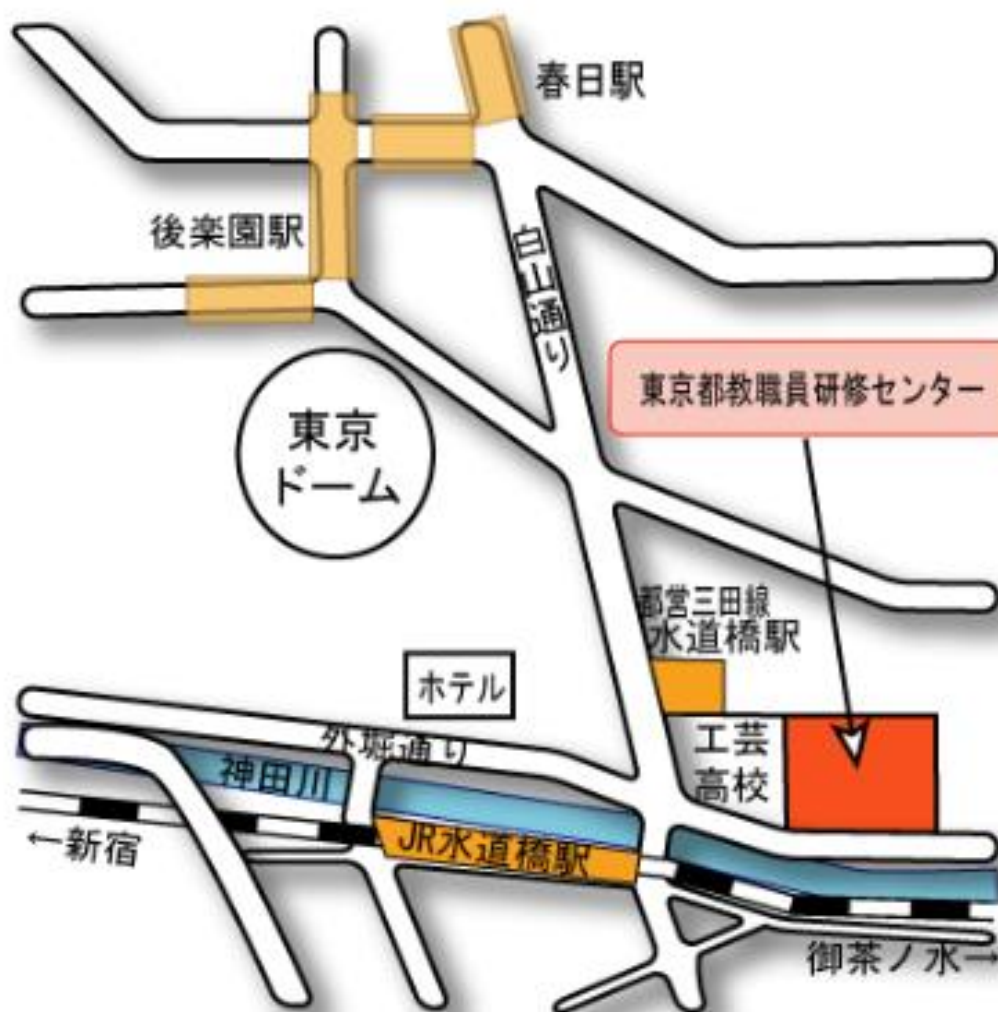 春日駅
後楽園駅
白山通り
東京都教職員研修センター
東京
ドーム
都営三田線
水道橋駅
ホテル
外堀通り
工芸
高校
神田川
JR水道橋駅
←新宿
御茶ノ水→